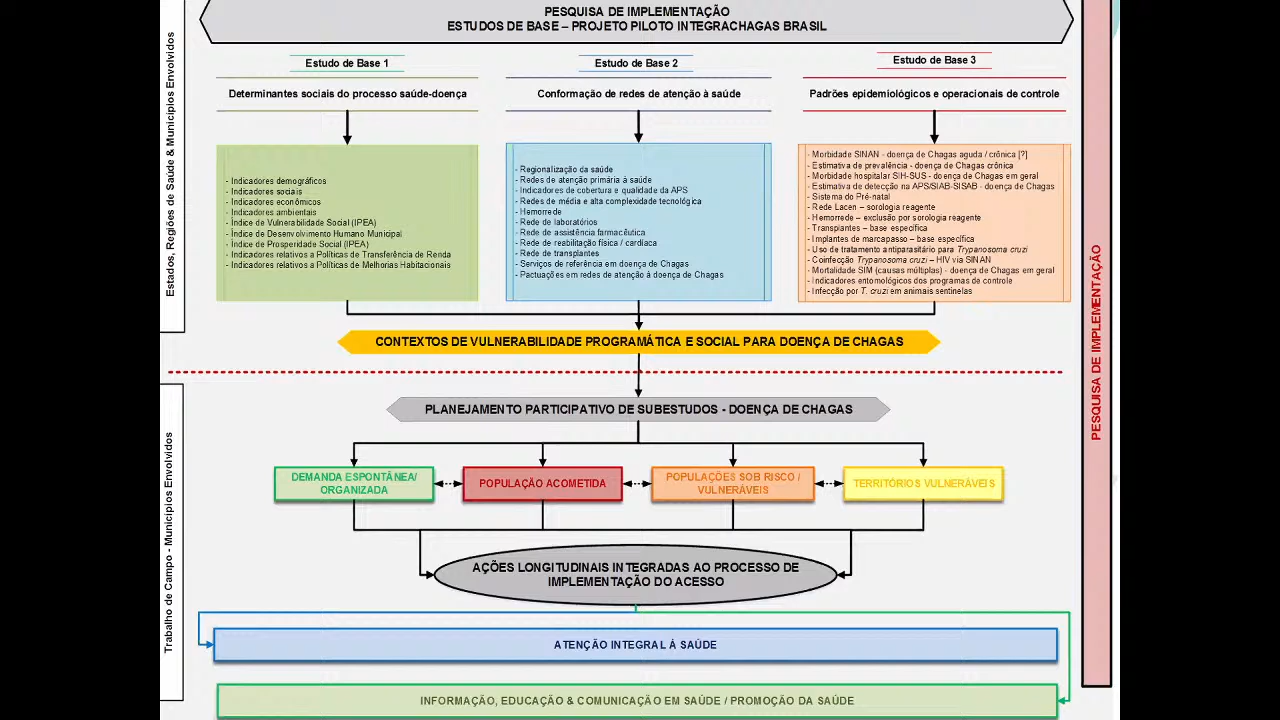 PESQUISA DE IMPLEMENTAÇÃO
ESTUDOS DE BASE – PROJETO PILOTO INTEGRACHAGAS BRASIL
Estados, Regiões de Saúde & Municípios Envolvidos
Estudo de Base 1
Determinantes sociais do processo saúde-doença
- Indicadores demográficos
- Indicadores sociais
- Indicadores econômicos
- Indicadores ambientais
- Índice de Vulnerabilidade Social (IPEA)
- Índice de Desenvolvimento Humano Municipal
- Índice de Prosperidade Social (IPEA)
- Indicadores relativos a Políticas de Transferência de Renda
- Indicadores relativos a Políticas de Melhorias Habitacionais
Estudo de Base 2
Conformação de redes de atenção à saúde
- Regionalização da saúde
- Redes de atenção primária à saúde
- Indicadores de cobertura e qualidade da APS
- Redes de média e alta complexidade tecnológica
- Hemorrede
- Rede de laboratórios
- Rede de assistência farmacêutica
- Rede de reabilitação física / cardíaca
- Rede de transplantes
- Serviços de referência em doença de Chagas
- Pactuações em redes de atenção à doença de Chagas
Estudo de Base 3
Padrões epidemiológicos e operacionais de controle
- Morbidade SINAN - doença de Chagas aguda / crônica [?]
- Estimativa de prevalência - doença de Chagas crônica
- Morbidade hospitalar SIH-SUS - doença de Chagas em geral
- Estimativa de detecção na APS/SIAB-SISAB - doença de Chagas
- Sistema do Pré-natal
- Rede Lacen – sorologia reagente
- Hemorrede – exclusão por sorologia reagente
- Transplantes – base específica
- Implantes de marcapasso – base específica
- Uso de tratamento antiparasitário para Trypanosoma cruzi
- Coinfecção Trypanosoma cruzi – HIV via SINAN
- Mortalidade SIM (causas múltiplas) - doença de Chagas em geral
- Indicadores entomológicos dos programas de controle
- Infecção por T. cruzi em animais sentinelas
CONTEXTOS DE VULNERABILIDADE PROGRAMÁTICA E SOCIAL PARA DOENÇA DE CHAGAS
PESQUISA DE IMPLEMENTAÇÃO
Trabalho de Campo - Municípios Envolvidos
PLANEJAMENTO PARTICIPATIVO DE SUBESTUDOS - DOENÇA DE CHAGAS
DEMANDA ESPONTÂNEA/
ORGANIZADA
POPULAÇÃO ACOMETIDA
POPULAÇÕES SOB RISCO /
VULNERÁVEIS
TERRITÓRIOS VULNERÁVEIS
AÇÕES LONGITUDINAIS INTEGRADAS AO PROCESSO DE
IMPLEMENTAÇÃO DO ACESSO
ATENÇÃO INTEGRAL À SAÚDE
INFORMAÇÃO, EDUCAÇÃO & COMUNICAÇÃO EM SAÚDE / PROMOÇÃO DA SAÚDE